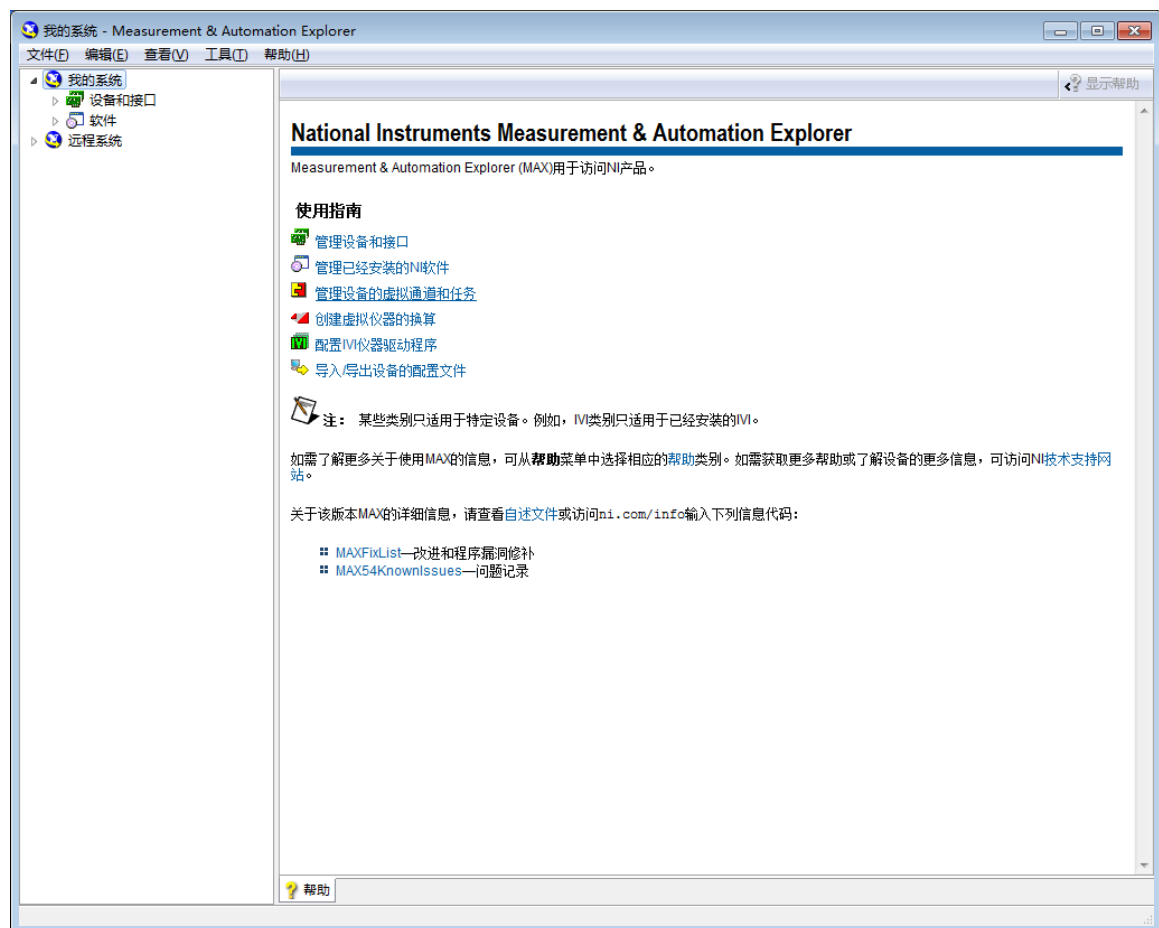 我的系统 - Measurement & Automation Explorer
文件(F) 编辑(E) 查看(V) 工具(T) 帮助(H)
我的系统
设备和接口
软件
远程系统
显示帮助
National Instruments Measurement & Automation Explorer
Measurement & Automation Explorer (MAX)用于访问NI产品。
使用指南
管理设备和接口
管理已经安装的NI软件
管理设备的虚拟通道和任务
创建虚拟仪器的换算
配置IVI仪器驱动程序
导入/导出设备的配置文件
注： 某些类别只适用于特定设备。例如，IVI类别只适用于已经安装的IVI。
如需了解更多关于使用MAX的信息，可从帮助菜单中选择相应的帮助类别。如需获取更多帮助或了解设备的更多信息，可访问NI技术支持网
站。
关于该版本MAX的详细信息，请查看自述文件或访问ni.com/info输入下列信息代码：
MAXFixList—改进和程序漏洞修补
MAX54KnownIssues—问题记录
帮助